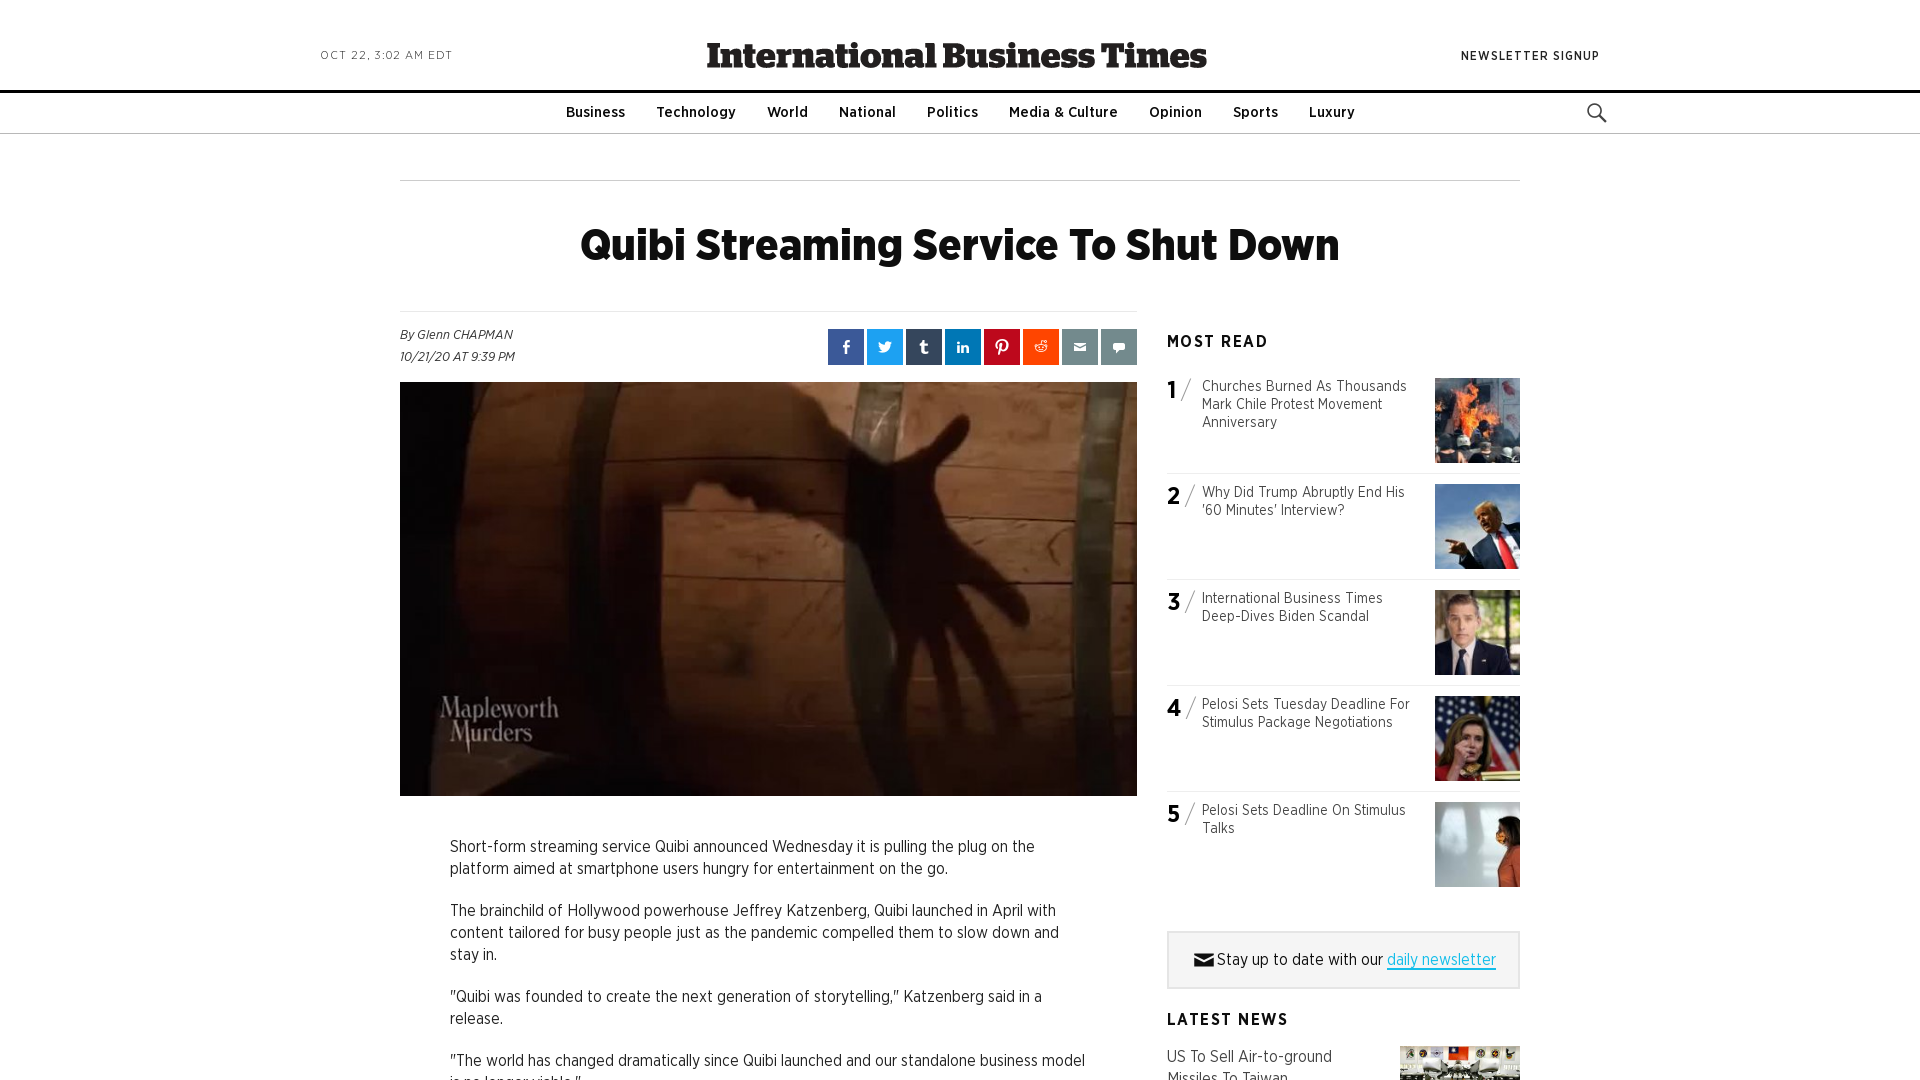 OCT 22, 3:02 AM EDT
International Business Times
NEWSLETTER SIGNUP
Business Technology World National Politics Media & Culture Opinion Sports Luxury
Quibi Streaming Service To Shut Down
By Glenn CHAPMAN
10/21/20 AT 9:39 PM
Mapleworth
Murders
Short-form streaming service Quibi announced Wednesday it is pulling the plug on the
platform aimed at smartphone users hungry for entertainment on the go.
The brainchild of Hollywood powerhouse Jeffrey Katzenberg, Quibi launched in April with
content tailored for busy people just as the pandemic compelled them to slow down and
stay in.
"Quibi was founded to create the next generation of storytelling," Katzenberg said in a
release.
"The world has changed dramatically since Quibi launched and our standalone business model
is no longer viable."
MOST READ
1 / Churches Burned As Thousands
Mark Chile Protest Movement
Anniversary
2 / Why Did Trump Abruptly End His
'60 Minutes' Interview?
3 / International Business Times
Deep-Dives Biden Scandal
4 / Pelosi Sets Tuesday Deadline For
Stimulus Package Negotiations
5 / Pelosi Sets Deadline On Stimulus
Talks
Stay up to date with our daily newsletter
LATEST NEWS
US To Sell Air-to-ground
Missiles To Taiwan